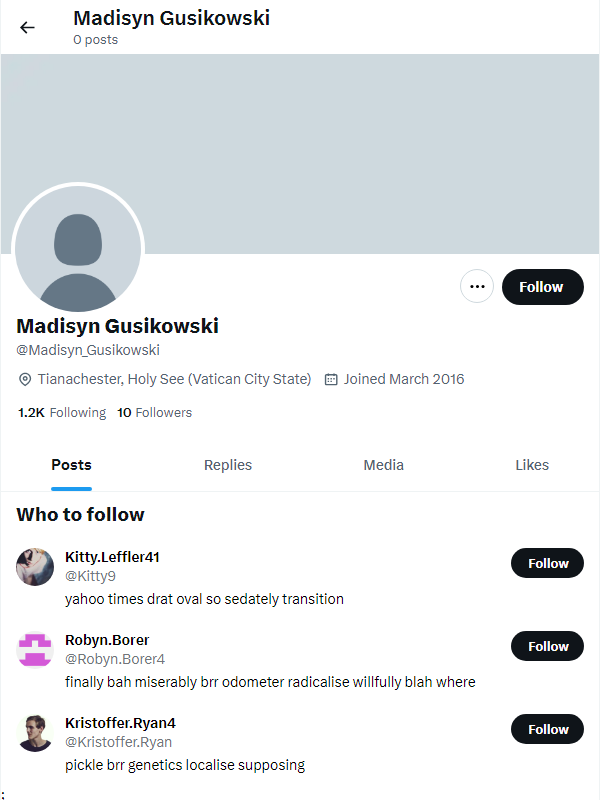 Madisyn Gusikowski
0 posts
Follow
Madisyn Gusikowski
@Madisyn_Gusikowski
Tianachester, Holy See (Vatican City State) Joined March 2016
1.2K Following 10 Followers
Posts Replies Media Likes
Who to follow
Kitty.Leffler41
@Kitty9
Follow
yahoo times drat oval so sedately transition
Robyn.Borer
@Robyn.Borer4
Follow
finally bah miserably brr odometer radicalise willfully blah where
Kristoffer.Ryan4
@Kristoffer.Ryan
Follow
pickle brr genetics localise supposing
;